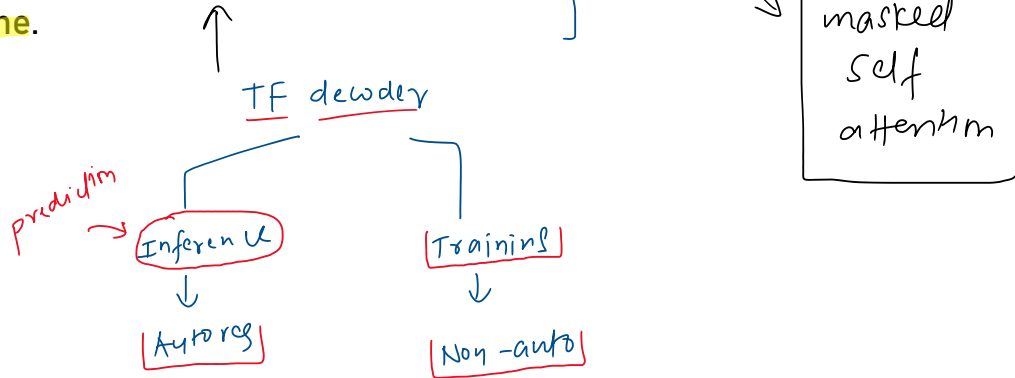 ne.
masked
self
attention
TF decoder
prediction
Inference
Training
Autoreg
Non-auto